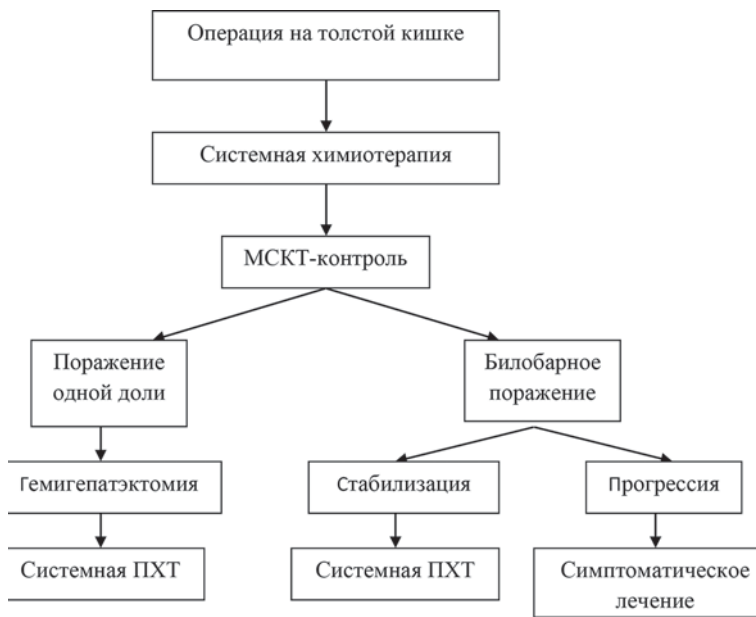 Операция на толстой кишке
Системная химиотерапия
МСКТ-контроль
Поражение
одной доли
Билобарное
поражение
Гемигепатэктомия
Стабилизация
Прогрессия
Системная ПХТ
Системная ПХТ
Симптоматическое
лечение